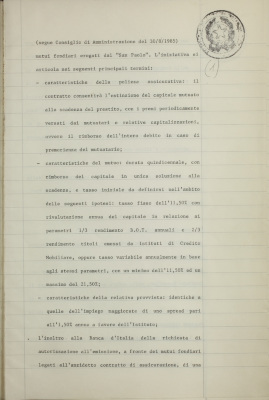 (segue Consiglio di Amministrazione del 30/9/1985)
mutui fondiari erogati dal "San Paolo". L'iniziativa si
articola nei seguenti principali termini:
- caratteristiche della polizza assicurativa: il
contratto consentirà l'estinzione del capitale mutuato
alla scadenza del prestito, con i premi periodicamente
versati dai mutuatari e relative capitalizzazioni,
ovvero il rimborso dell'intero debito in caso di
premorienza del mutuatario;
- caratteristiche del mutuo: durata quindicennale, con
rimborso del capitale in unica soluzione alla
scadenza, a tasso iniziale da definirsi nell'ambito
delle seguenti ipotesi: tasso fisso dell'11,50% con
rivalutazione annua del capitale in relazione ai
parametri 1/3 rendimento B.O.T. annuali e 2/3
rendimento titoli emessi da Istituti di Credito
Mobiliare, oppure tasso variabile annualmente in base
agli stessi parametri, con un minimo dell'11,50% ed un
massimo del 21,50%;
- caratteristiche della relativa provvista: identiche a
quelle dell'impiego maggiorate di uno spread pari
all'1,50% annuo a favore dell'Istituto;
l'inoltro alla Banca d'Italia della richiesta di
autorizzazione all'emissione, a fronte dei mutui fondiari
legati all'anzidetto contratto di assicurazione, di una